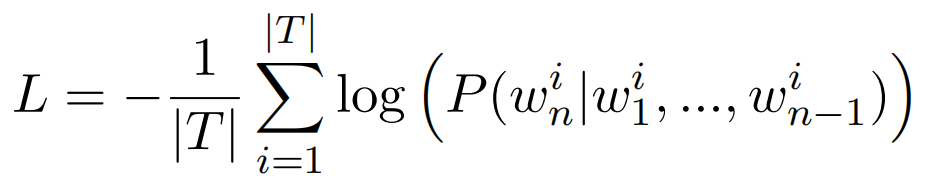 L = -\frac{1}{|T|} \sum_{i=1}^{|T|} \log \left( P(w_n^i | w_1^i, ..., w_{n-1}^i) \right)